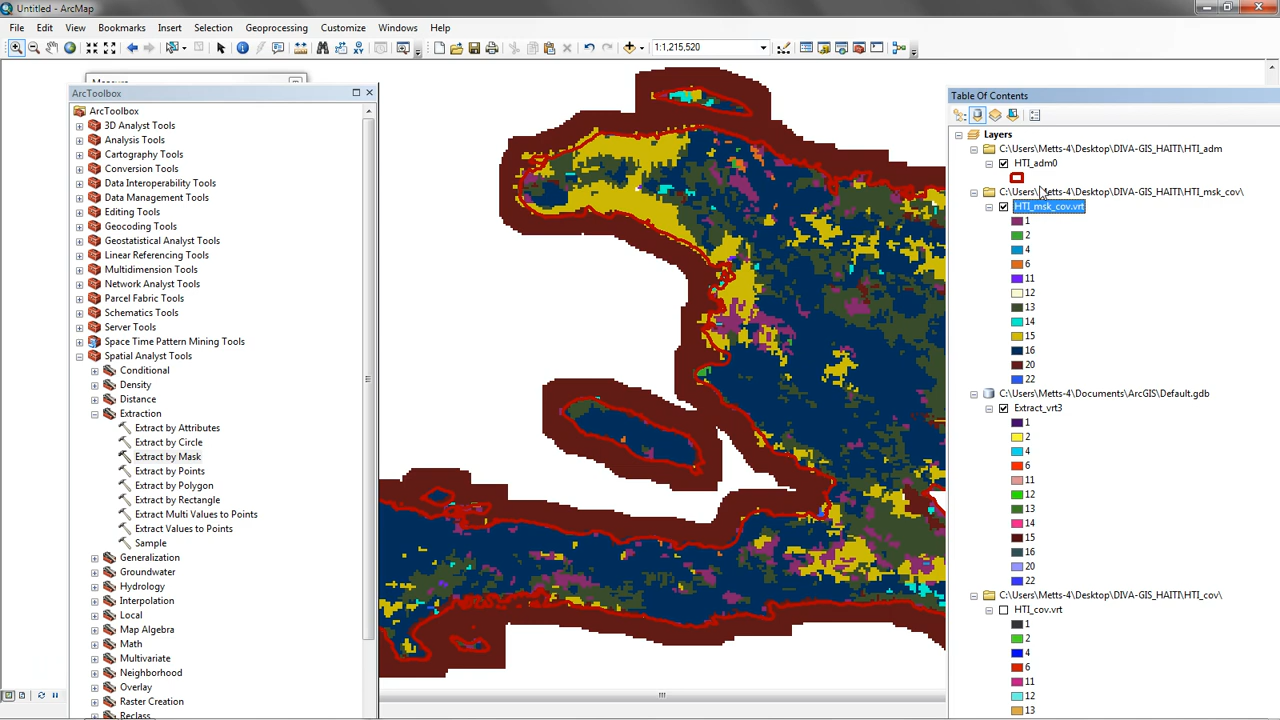 Untitled - ArcMap
File Edit View Bookmarks Insert Selection Geoprocessing Customize Windows Help
1:1,215,520
ArcToolbox
ArcToolbox
3D Analyst Tools
Analysis Tools
Cartography Tools
Conversion Tools
Data Interoperability Tools
Data Management Tools
Editing Tools
Geocoding Tools
Geostatistical Analyst Tools
Linear Referencing Tools
Multidimension Tools
Network Analyst Tools
Parcel Fabric Tools
Schematics Tools
Server Tools
Space Time Pattern Mining Tools
Spatial Analyst Tools
Conditional
Density
Distance
Extraction
Extract by Attributes
Extract by Circle
Extract by Mask
Extract by Points
Extract by Polygon
Extract by Rectangle
Extract Multi Values to Points
Extract Values to Points
Sample
Generalization
Groundwater
Hydrology
Interpolation
Local
Map Algebra
Math
Multivariate
Neighborhood
Overlay
Raster Creation
Reclass
Table Of Contents
Layers
C:\Users\Metts-4\Desktop\DIVA-GIS_HAITI\HTI_adm
HTI_adm0
C:\Users\Metts-4\Desktop\DIVA-GIS_HAITI\HTI_msk_cov\
HTI_msk_cov.vrt
1
2
4
6
11
12
13
14
15
16
20
22
C:\Users\Metts-4\Documents\ArcGIS\Default.gdb
Extract_vrt3
1
2
4
6
11
12
13
14
15
16
20
22
C:\Users\Metts-4\Desktop\DIVA-GIS_HAITI\HTI_cov\
HTI_cov.vrt
1
2
4
6
11
12
13